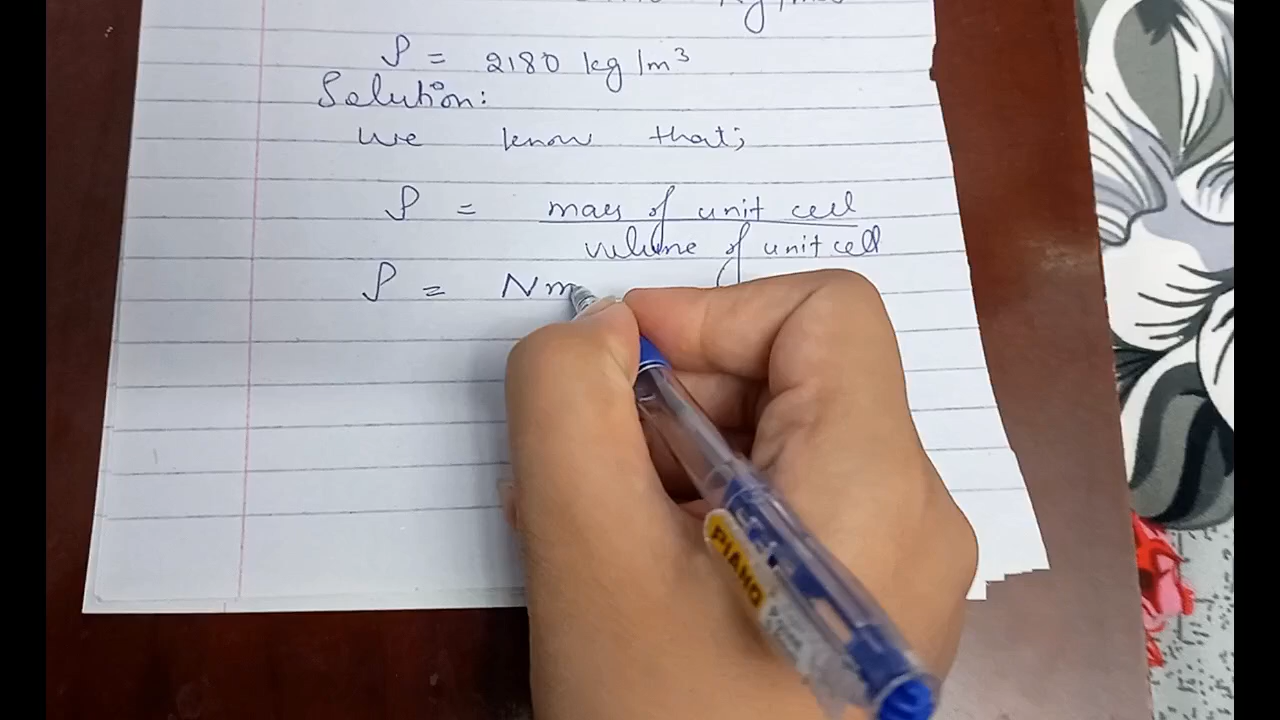 ρ = 2180 kg/m³
Solution:
We know that;
ρ = mass of unit cell
volume of unit cell
ρ = Nm
PIANO